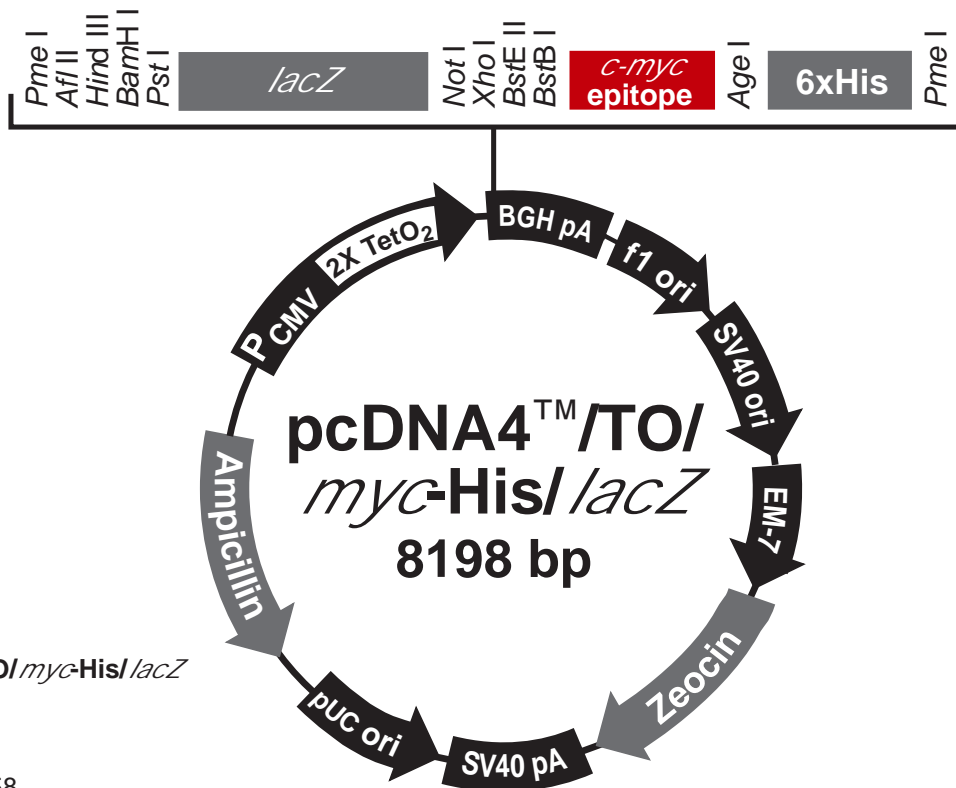 Pme I
Afl II
Hind III
BamH I
Pst I
lacZ
Not I
Xho I
BstE II
BstB I
c-myc
epitope
Age I
6xHis
Pme I
BGH pA
f1 ori
SV40 ori
EM-7
Zeocin
SV40 pA
pUC ori
Ampicillin
PCMV
2X TetO2
pcDNA4™/TO/
myc-His/lacZ
8198 bp
/myc-His/lacZ